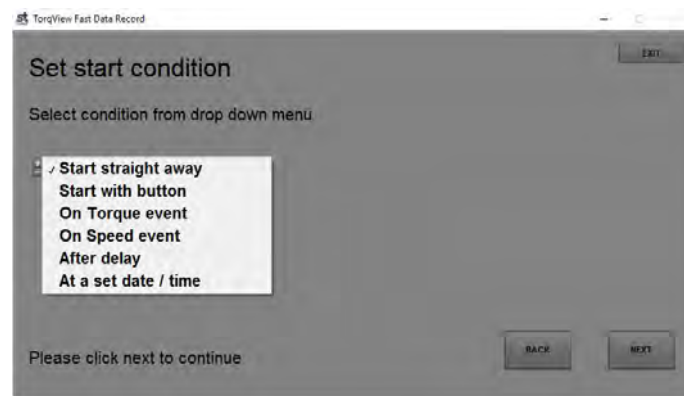 TorqView Fast Data Record
EXIT
Set start condition
Select condition from drop down menu
✓ Start straight away
Start with button
On Torque event
On Speed event
After delay
At a set date / time
Please click next to continue
BACK
NEXT